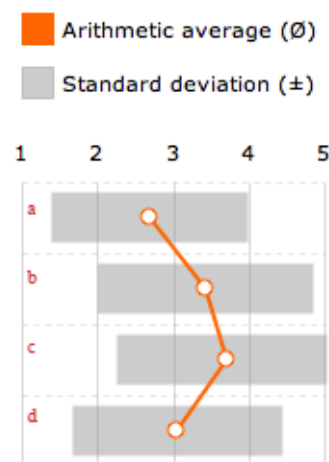 Arithmetic average (Ø)
Standard deviation (±)
1 2 3 4 5
a
b
c
d